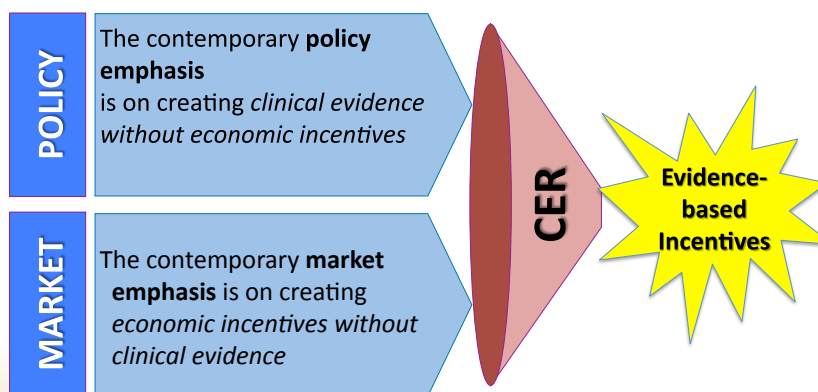 POLICY
The contemporary policy
emphasis
is on creating clinical evidence
without economic incentives
MARKET
The contemporary market
emphasis is on creating
economic incentives without
clinical evidence
CER
Evidence-
based
Incentives